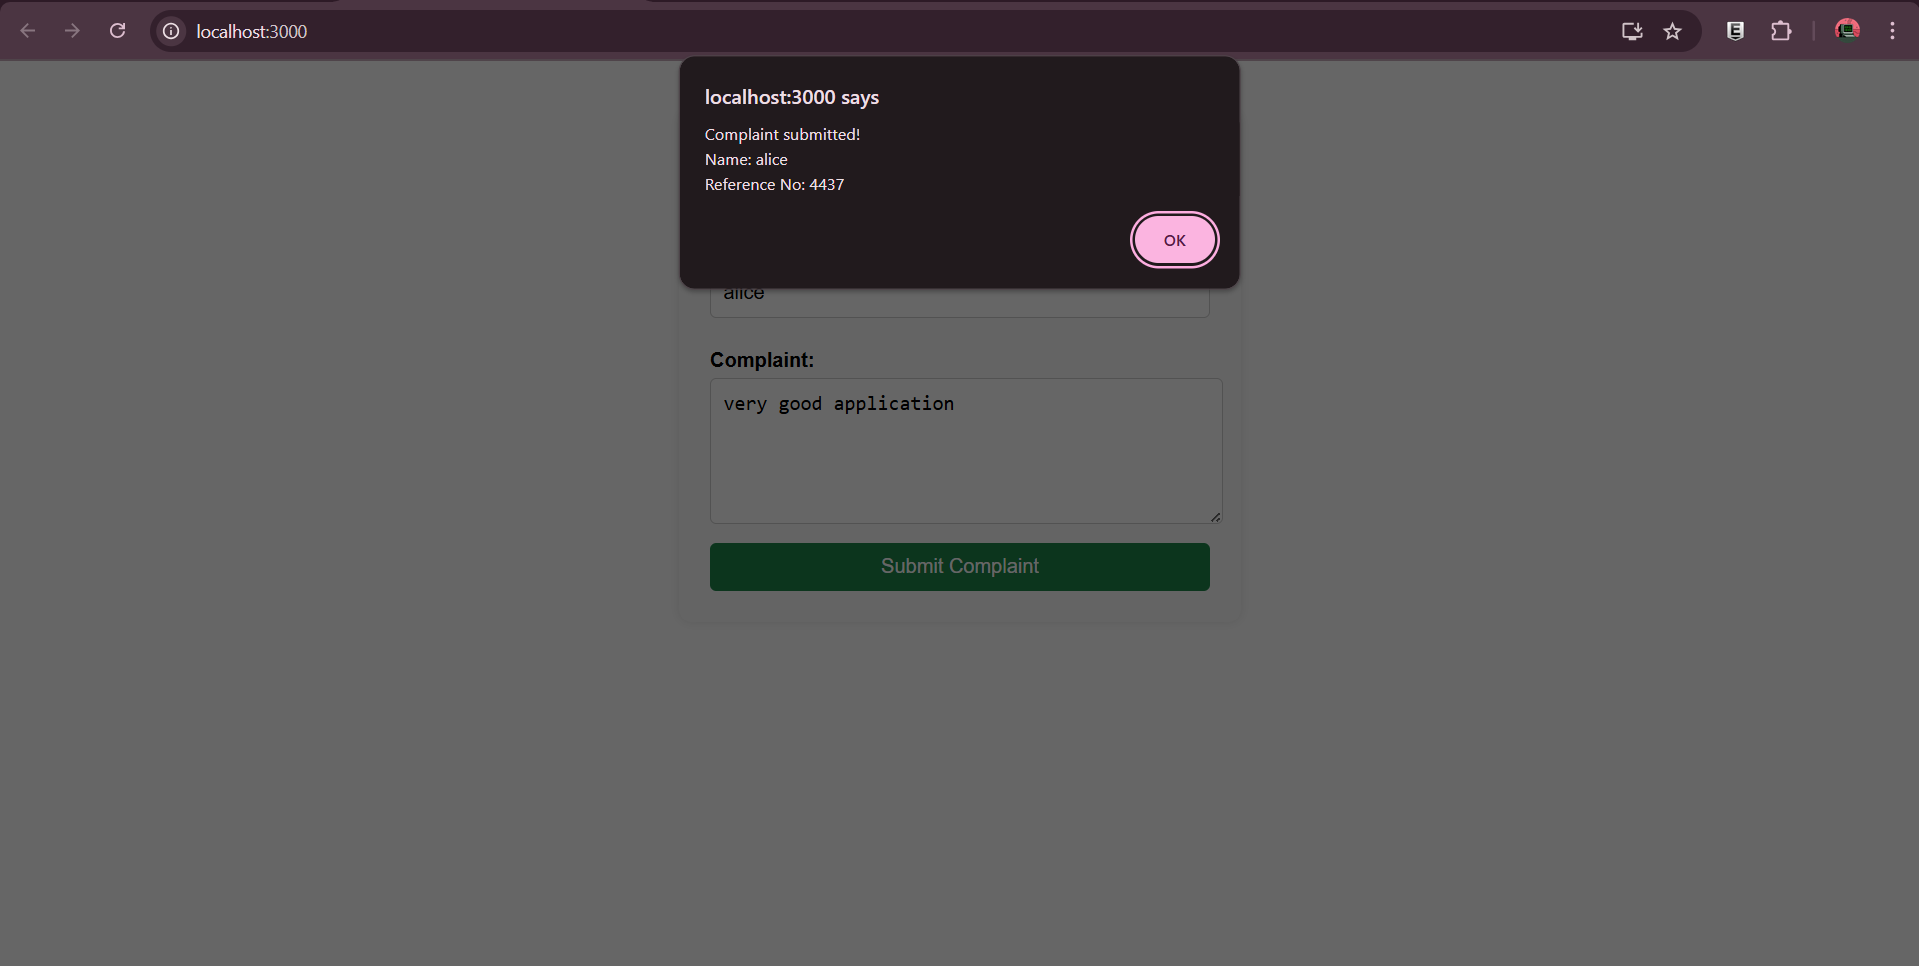 localhost:3000
localhost:3000 says
Complaint submitted!
Name: alice
Reference No: 4437
OK
alice
Complaint:
very good application
Submit Complaint